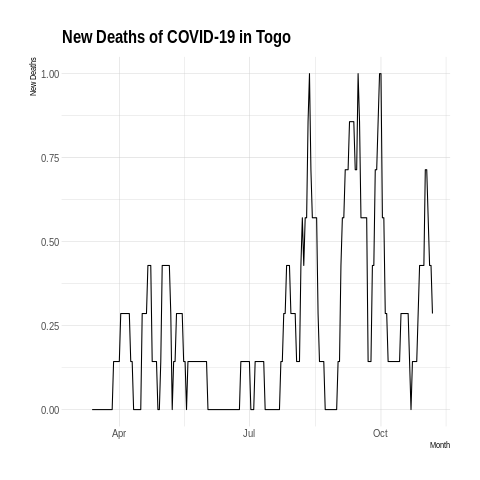 New Deaths of COVID-19 in Togo
New Deaths
1.00
0.75
0.50
0.25
0.00
Apr
Jul
Oct
Month